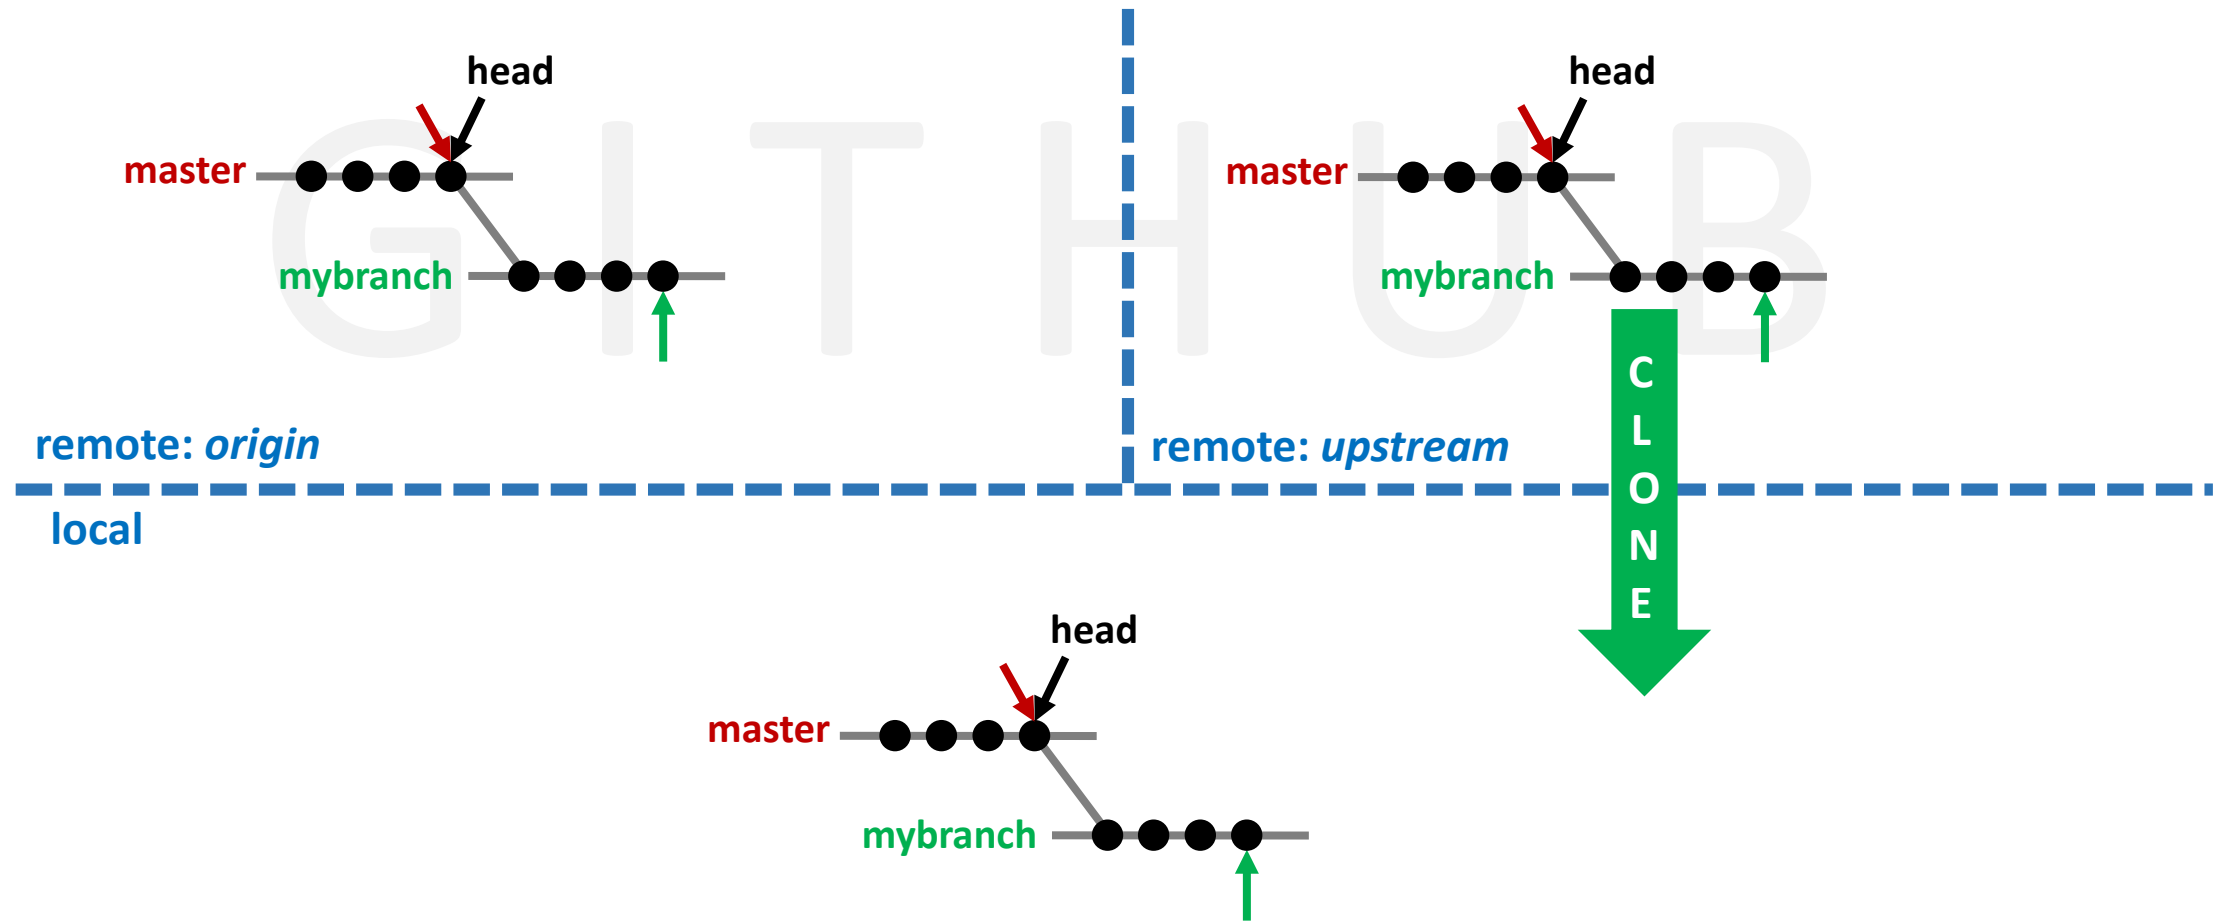 GITHUB
head
master
mybranch
remote: origin
head
master
mybranch
remote: upstream
CLONE
local
head
master
mybranch